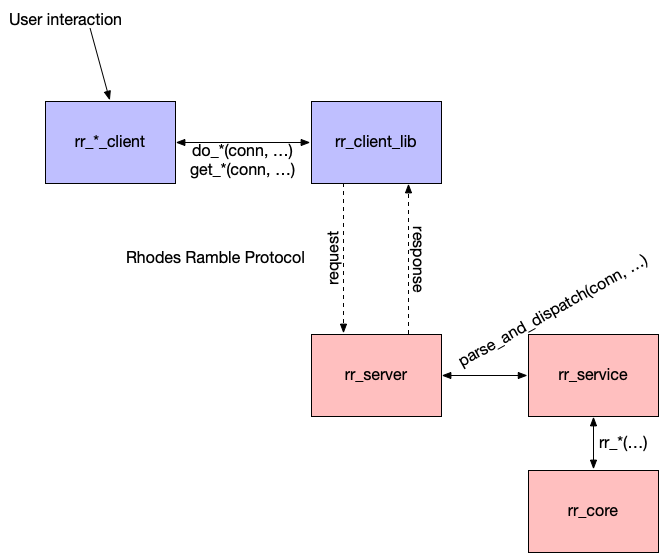 User interaction
rr_*_client
rr_client_lib
do_*(conn, …)
get_*(conn, …)
Rhodes Ramble Protocol
request
response
parse_and_dispatch(conn, …)
rr_server
rr_service
rr_*(…)
rr_core